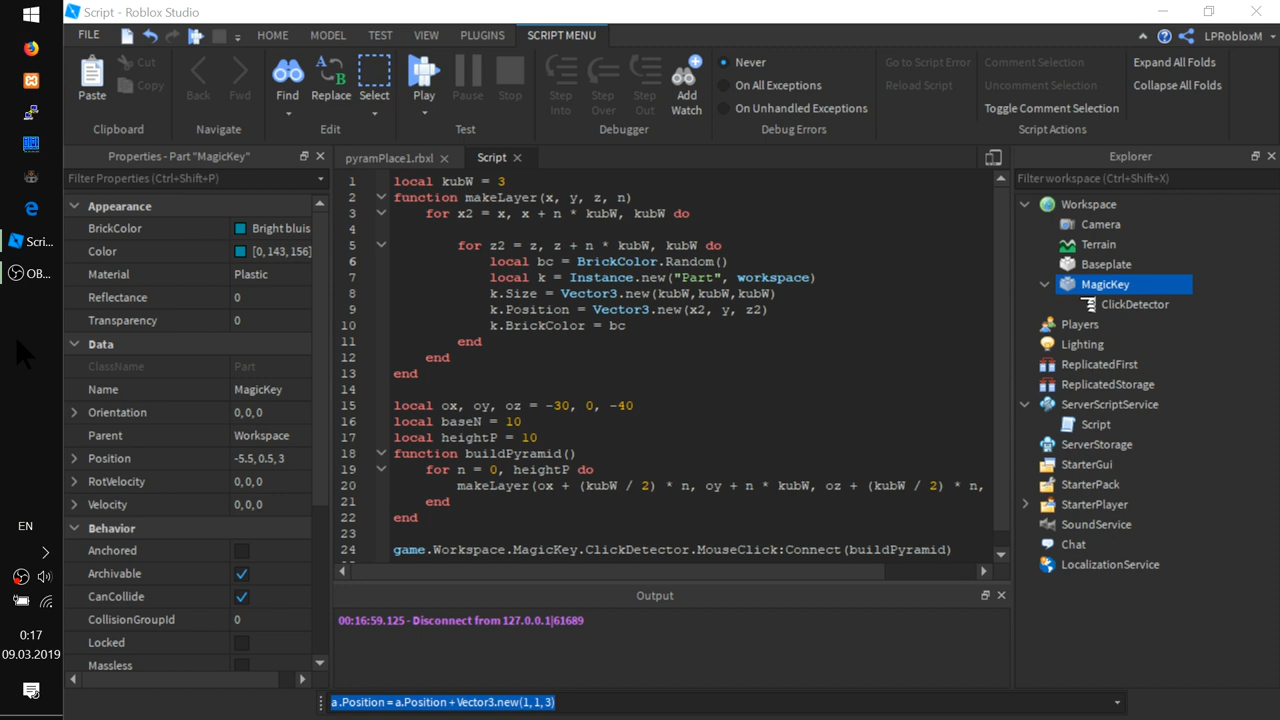 Script - Roblox Studio
FILE HOME MODEL TEST VIEW PLUGINS SCRIPT MENU LPRobloxM
Paste Cut Copy Back Fwd Find Replace Select Play Pause Stop Step Into Step Over Step Out Add Watch
Never
On All Exceptions
On Unhandled Exceptions
Go to Script Error
Reload Script
Comment Selection
Uncomment Selection
Toggle Comment Selection
Expand All Folds
Collapse All Folds
Clipboard Navigate Edit Test Debugger Debug Errors Script Actions
Properties - Part "MagicKey"
Filter Properties (Ctrl+Shift+P)
Appearance
BrickColor Bright bluis
Color [0, 143, 156]
Material Plastic
Reflectance 0
Transparency 0
Data
ClassName Part
Name MagicKey
Orientation 0, 0, 0
Parent Workspace
Position -5.5, 0.5, 3
RotVelocity 0, 0, 0
Velocity 0, 0, 0
Behavior
Anchored
Archivable
CanCollide
CollisionGroupId 0
Locked
Massless
pyramPlace1.rbxl Script
1 local kubW = 3
2 function makeLayer(x, y, z, n)
3 for x2 = x, x + n * kubW, kubW do
4
5 for z2 = z, z + n * kubW, kubW do
6 local bc = BrickColor.Random()
7 local k = Instance.new("Part", workspace)
8 k.Size = Vector3.new(kubW,kubW,kubW)
9 k.Position = Vector3.new(x2, y, z2)
10 k.BrickColor = bc
11 end
12 end
13 end
14
15 local ox, oy, oz = -30, 0, -40
16 local baseN = 10
17 local heightP = 10
18 function buildPyramid()
19 for n = 0, heightP do
20 makeLayer(ox + (kubW / 2) * n, oy + n * kubW, oz + (kubW / 2) * n,
21 end
22 end
23
24 game.Workspace.MagicKey.ClickDetector.MouseClick:Connect(buildPyramid)
Output
00:16:59.125 - Disconnect from 127.0.0.1|61689
a .Position = a.Position + Vector3.new(1, 1, 3)
Explorer
Filter workspace (Ctrl+Shift+X)
Workspace
Camera
Terrain
Baseplate
MagicKey
ClickDetector
Players
Lighting
ReplicatedFirst
ReplicatedStorage
ServerScriptService
Script
ServerStorage
StarterGui
StarterPack
StarterPlayer
SoundService
Chat
LocalizationService
Scri...
OB...
EN
0:17
09.03.2019